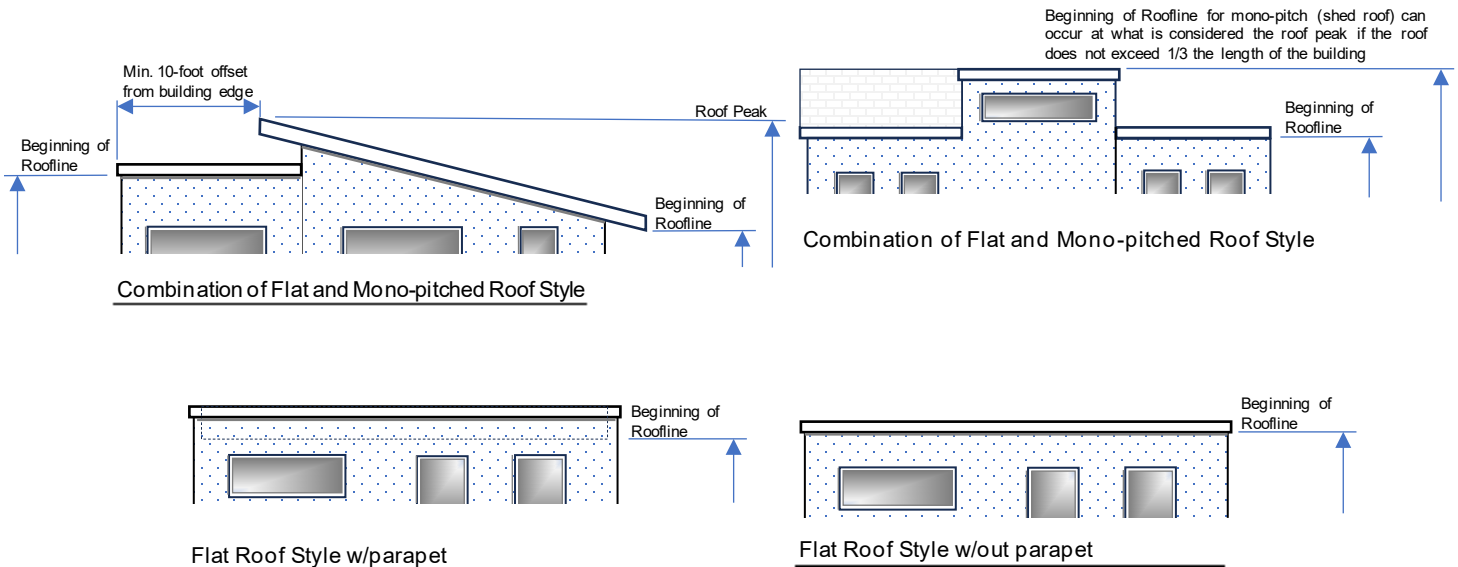 Beginning of Roofline for mono-pitch (shed roof) can
occur at what is considered the roof peak if the roof
does not exceed 1/3 the length of the building
Min. 10-foot offset
from building edge
Roof Peak
Beginning of
Roofline
Beginning of
Roofline
Beginning of
Roofline
Combination of Flat and Mono-pitched Roof Style
Combination of Flat and Mono-pitched Roof Style
Beginning of
Roofline
Beginning of
Roofline
Flat Roof Style w/parapet
Flat Roof Style w/out parapet